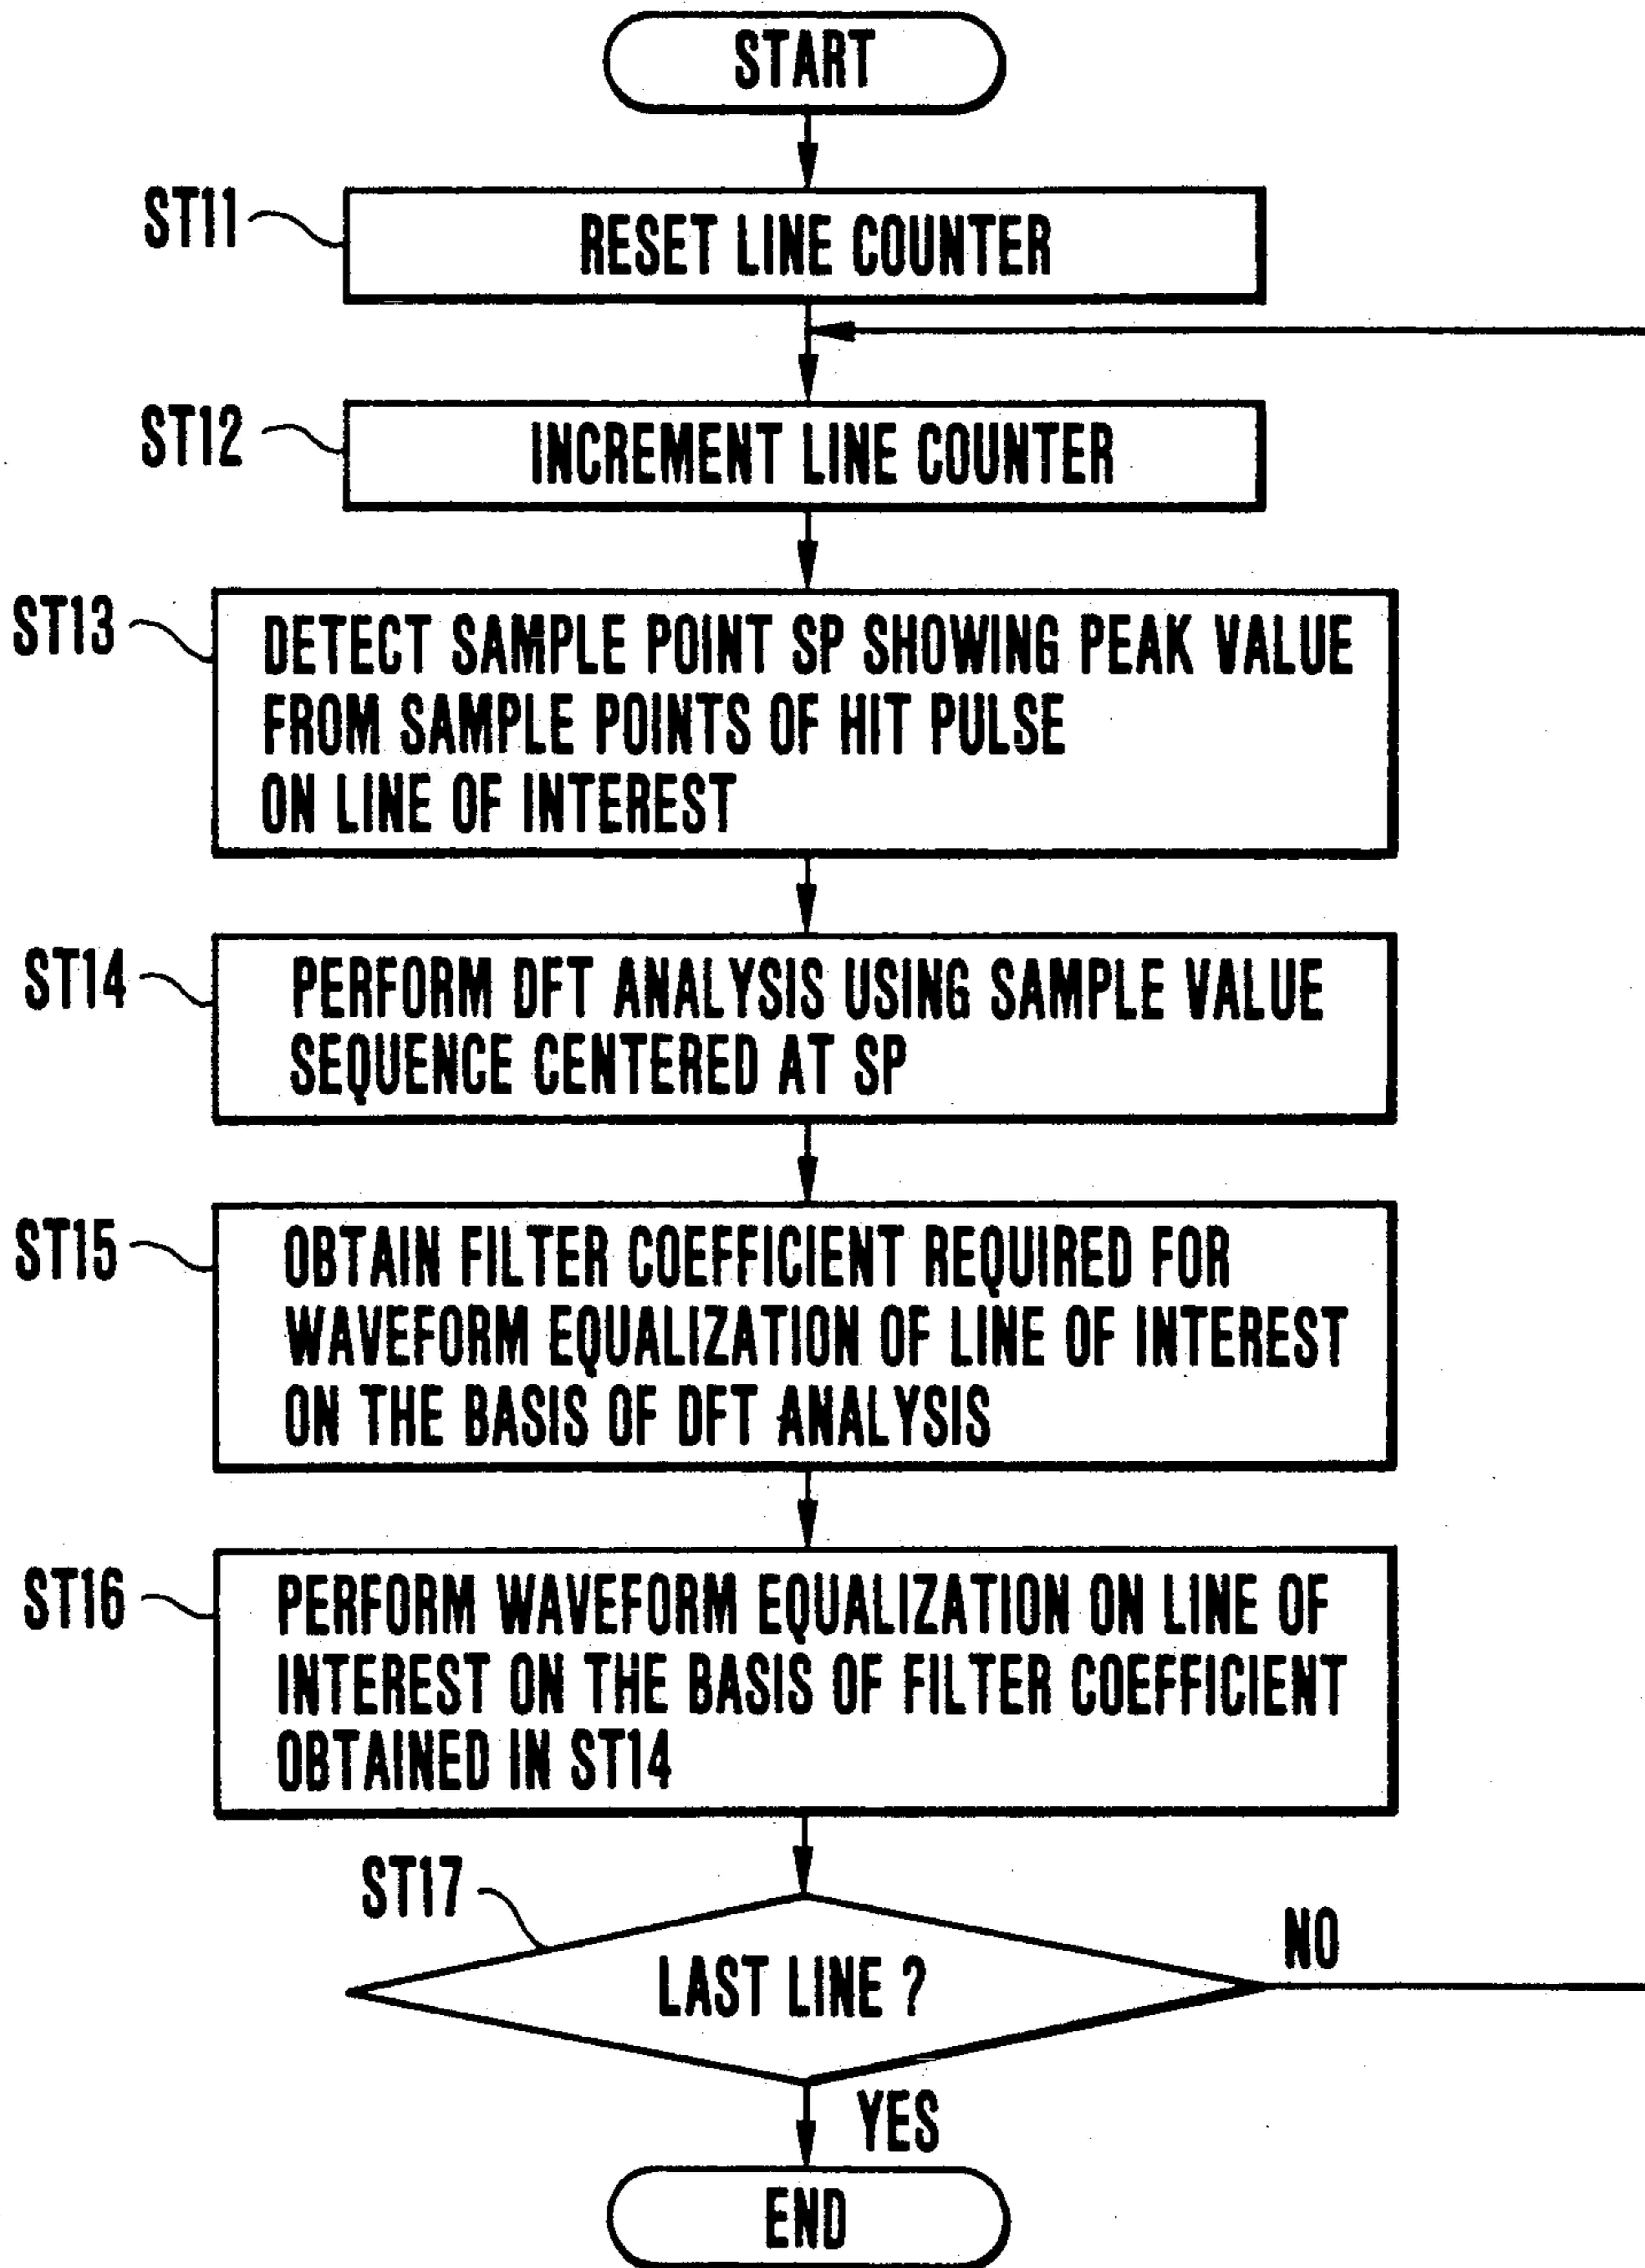 START
ST11
RESET LINE COUNTER
ST12
INCREMENT LINE COUNTER
ST13
DETECT SAMPLE POINT SP SHOWING PEAK VALUE
FROM SAMPLE POINTS OF HIT PULSE
ON LINE OF INTEREST
ST14
PERFORM DFT ANALYSIS USING SAMPLE VALUE
SEQUENCE CENTERED AT SP
ST15
OBTAIN FILTER COEFFICIENT REQUIRED FOR
WAVEFORM EQUALIZATION OF LINE OF INTEREST
ON THE BASIS OF DFT ANALYSIS
ST16
PERFORM WAVEFORM EQUALIZATION ON LINE OF
INTEREST ON THE BASIS OF FILTER COEFFICIENT
OBTAINED IN ST14
ST17
LAST LINE ?
NO
YES
END